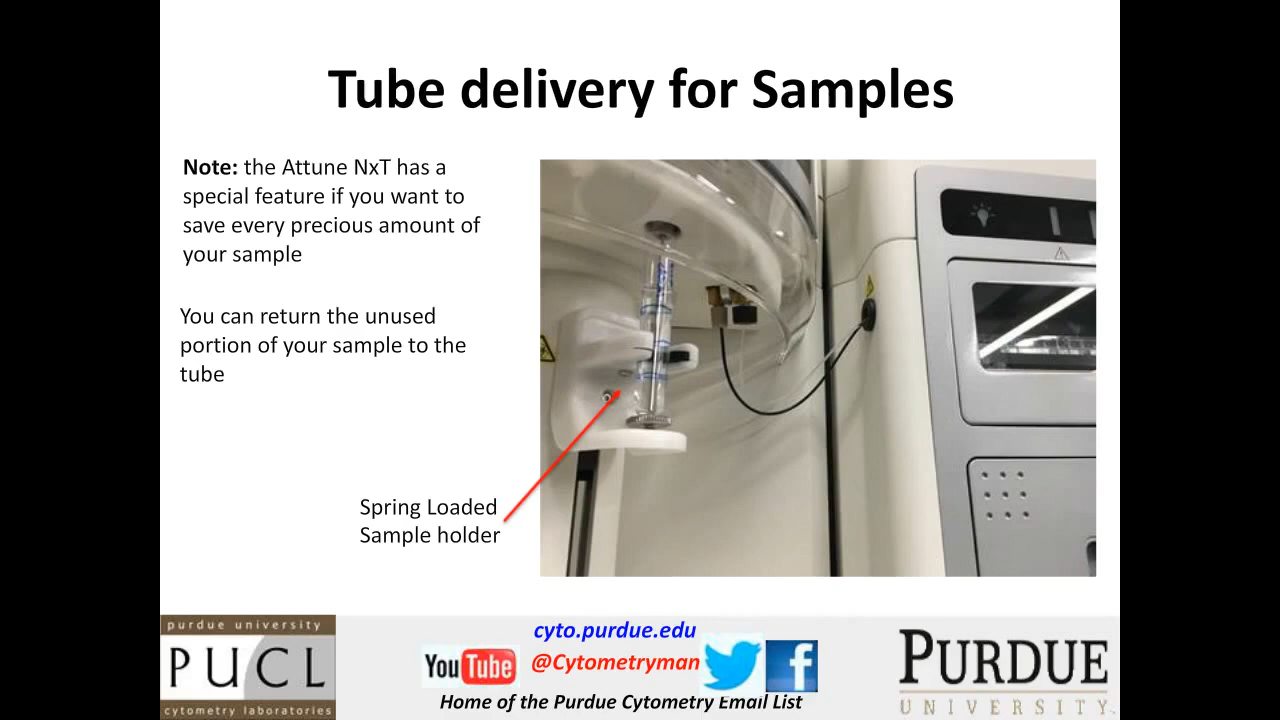 Tube delivery for Samples
Note: the Attune NxT has a
special feature if you want to
save every precious amount of
your sample
You can return the unused
portion of your sample to the
tube
Spring Loaded
Sample holder
purdue university
PUCL
cytometry laboratories
cyto.purdue.edu
YouTube
@Cytometryman
f
Home of the Purdue Cytometry Email List
PURDUE
UNIVERSITY